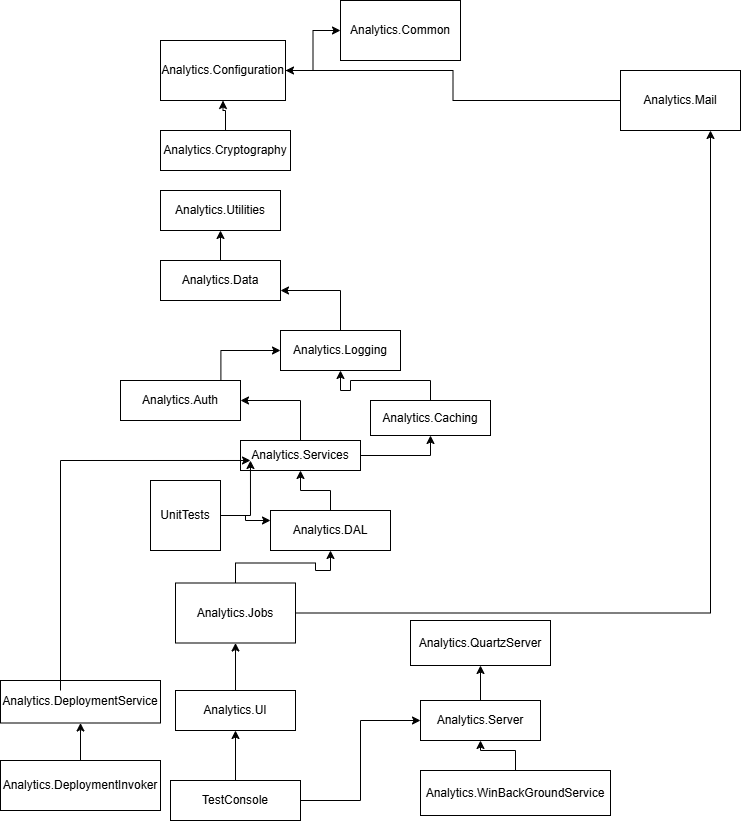 Analytics.Common
Analytics.Configuration
Analytics.Mail
Analytics.Cryptography
Analytics.Utilities
Analytics.Data
Analytics.Logging
Analytics.Auth
Analytics.Caching
Analytics.Services
UnitTests
Analytics.DAL
Analytics.Jobs
Analytics.QuartzServer
Analytics.DeploymentService
Analytics.UI
Analytics.Server
Analytics.DeploymentInvoker
TestConsole
Analytics.WinBackGroundService